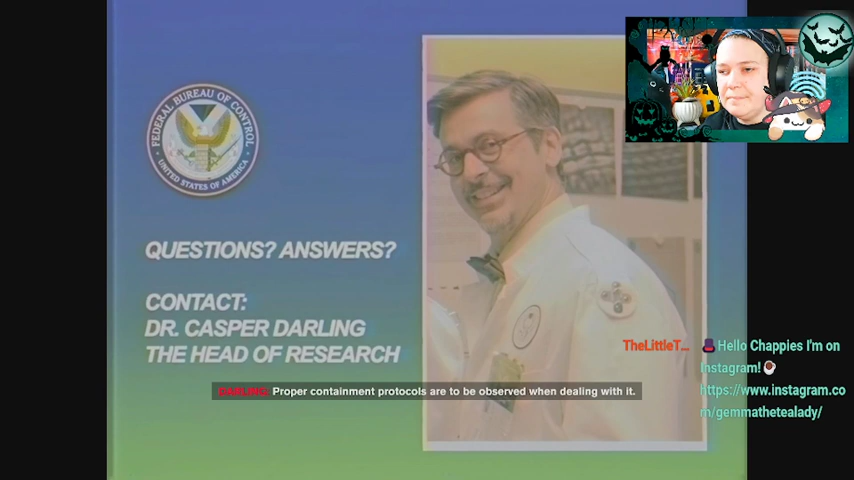 FEDERAL BUREAU OF CONTROL
UNITED STATES OF AMERICA
QUESTIONS? ANSWERS?
CONTACT:
DR. CASPER DARLING
THE HEAD OF RESEARCH
DARLING: Proper containment protocols are to be observed when dealing with it.
TheLittleT... Hello Chappies I'm on
Instagram!
https://www.instagram.co
m/gemmathetealady/